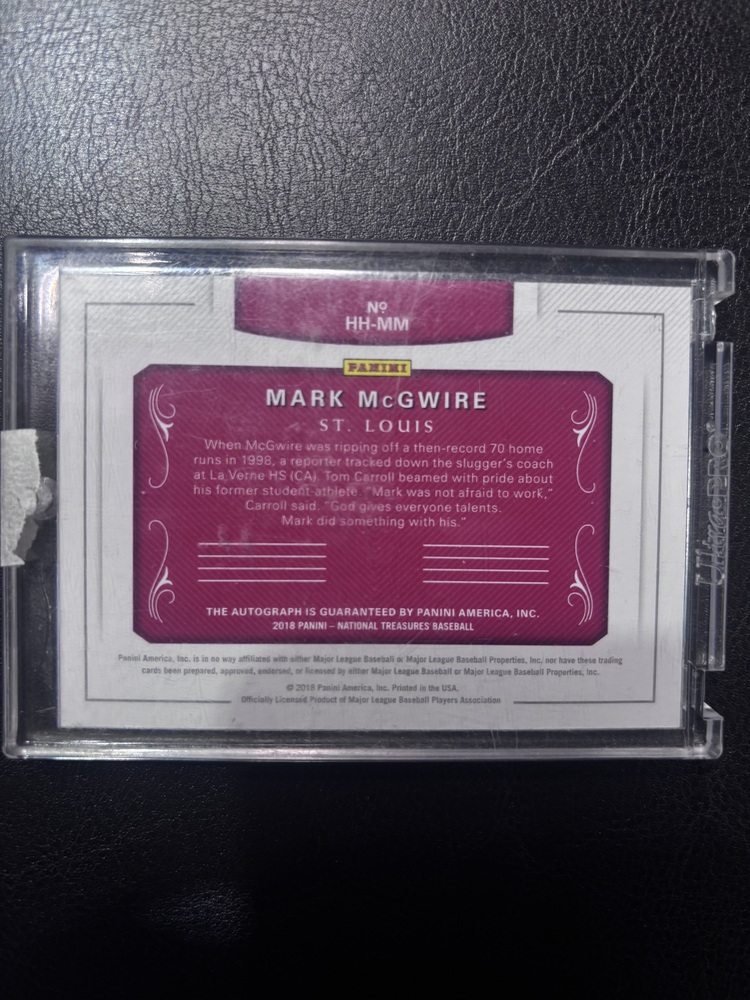 Nº
HH-MM
PANINI
MARK McGWIRE
ST. LOUIS
When McGwire was ripping off a then-record 70 home
runs in 1998, a reporter tracked down the slugger's coach
at La Verne HS (CA). Tom Carroll beamed with pride about
his former student-athlete. "Mark was not afraid to work,"
Carroll said. "God gives everyone talents.
Mark did something with his."
THE AUTOGRAPH IS GUARANTEED BY PANINI AMERICA, INC.
2018 PANINI – NATIONAL TREASURES BASEBALL
Panini America, Inc. is in no way affiliated with either Major League Baseball or Major League Baseball Properties, Inc. nor have these trading
cards been prepared, approved, endorsed, or licensed by either Major League Baseball or Major League Baseball Properties, Inc.
© 2018 Panini America, Inc. Printed in the USA.
Officially Licensed Product of Major League Baseball Players Association
Ultra PRO